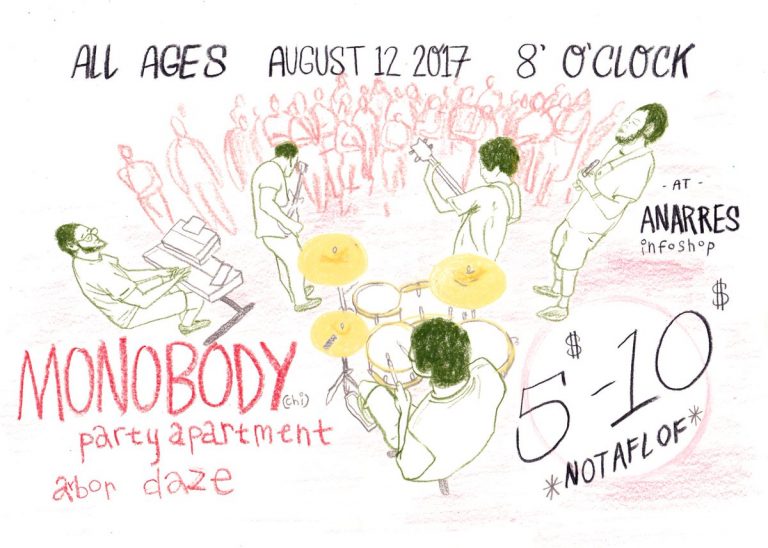 ALL AGES AUGUST 12 2017 8' O'CLOCK
- AT -
ANARRES
infoshop
MONOBODY (chi)
party apartment
arbor daze
$5-10$
*NOTAFLOF*